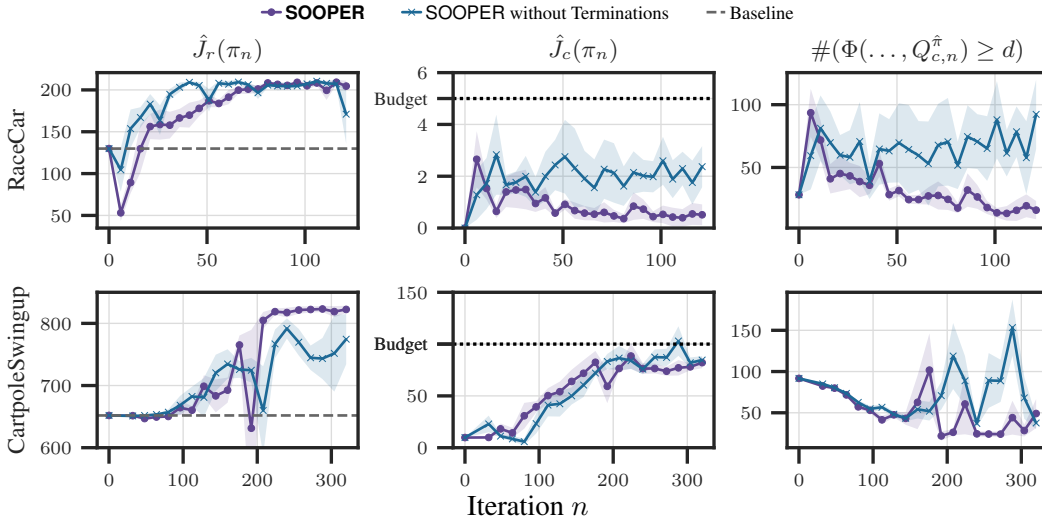 SOOPER SOOPER without Terminations Baseline
$\hat{J}_r(\pi_n)$ $\hat{J}_c(\pi_n)$ $\#(\Phi(\ldots, Q^{\hat{\pi}}_{c,n}) \geq d)$
RaceCar
200
150
100
50
0 50 100
6
Budget
4
2
0
0 50 100
100
50
0 50 100
CartpoleSwingup
800
700
600
0 100 200 300
150
Budget
50
0
0 100 200 300
150
100
50
0 100 200 300
Iteration $n$